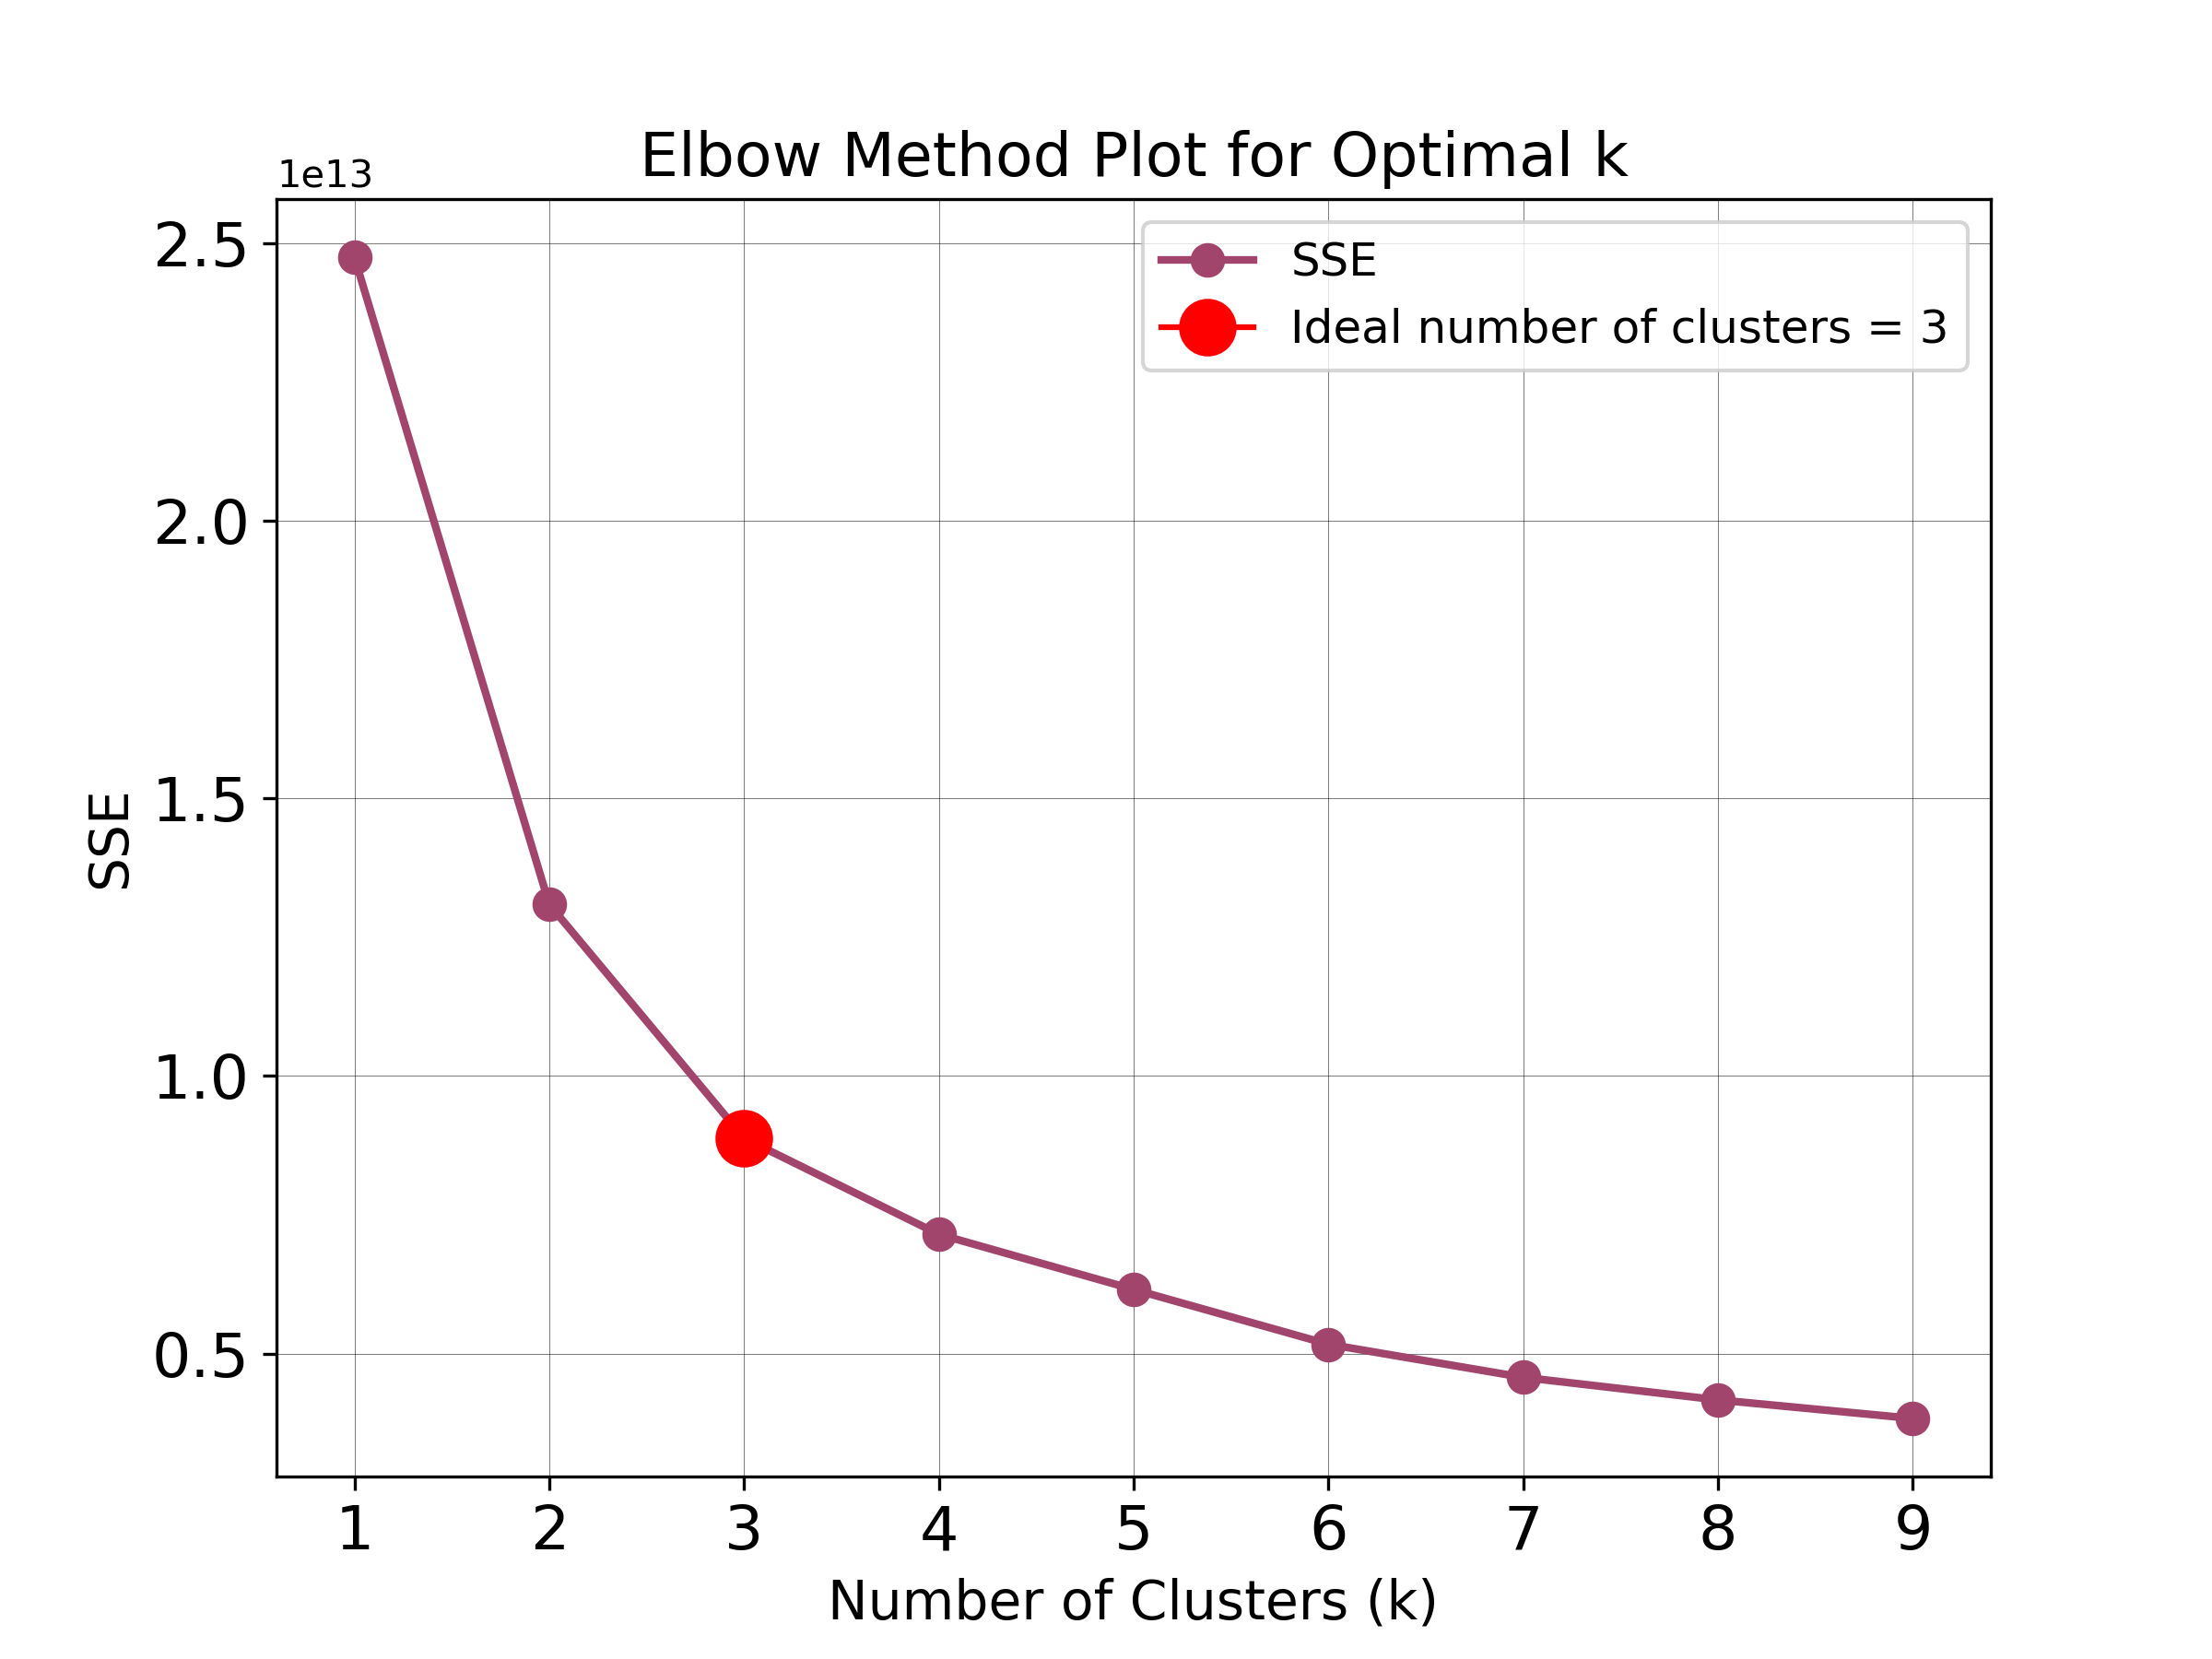 Elbow Method Plot for Optimal k
1e13
2.5
2.0
1.5
1.0
0.5
SSE
SSE
Ideal number of clusters = 3
1 2 3 4 5 6 7 8 9
Number of Clusters (k)